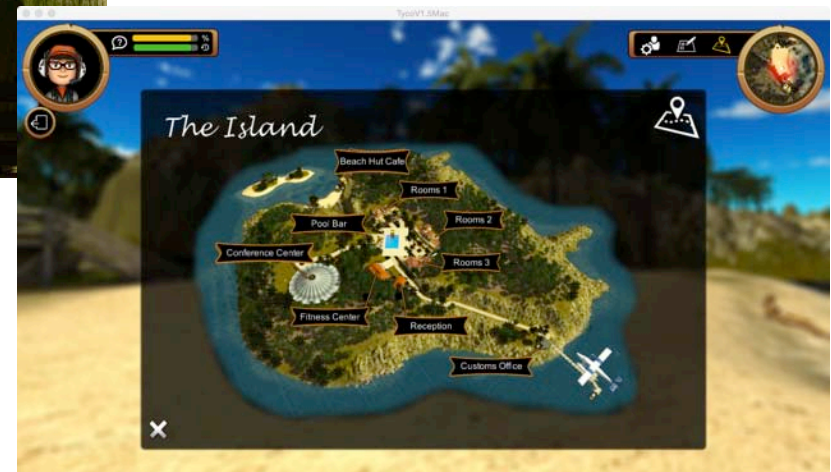 TycoV1.5Mac
%
The Island
Beach Hut Cafe
Rooms 1
Pool Bar
Rooms 2
Conference Center
Rooms 3
Fitness Center
Reception
Customs Office